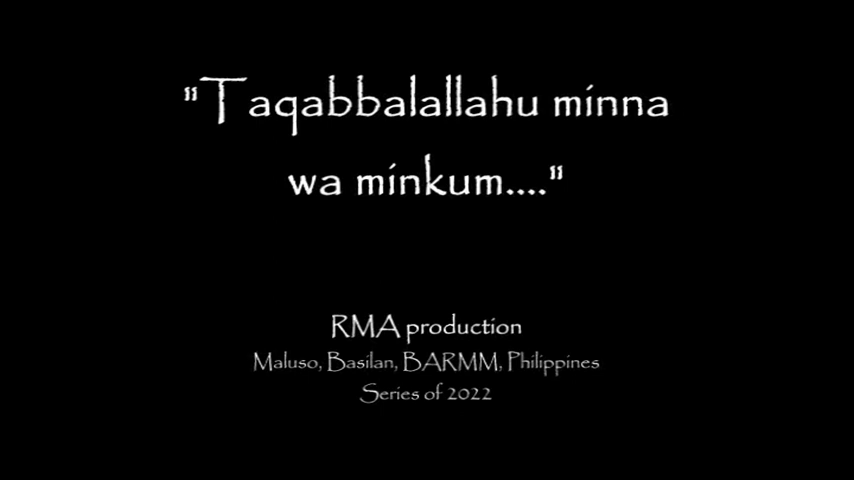 "Taqabbalallahu minna
wa minkum...."
RMA production
Maluso, Basilan, BARMM, Philippines
Series of 2022